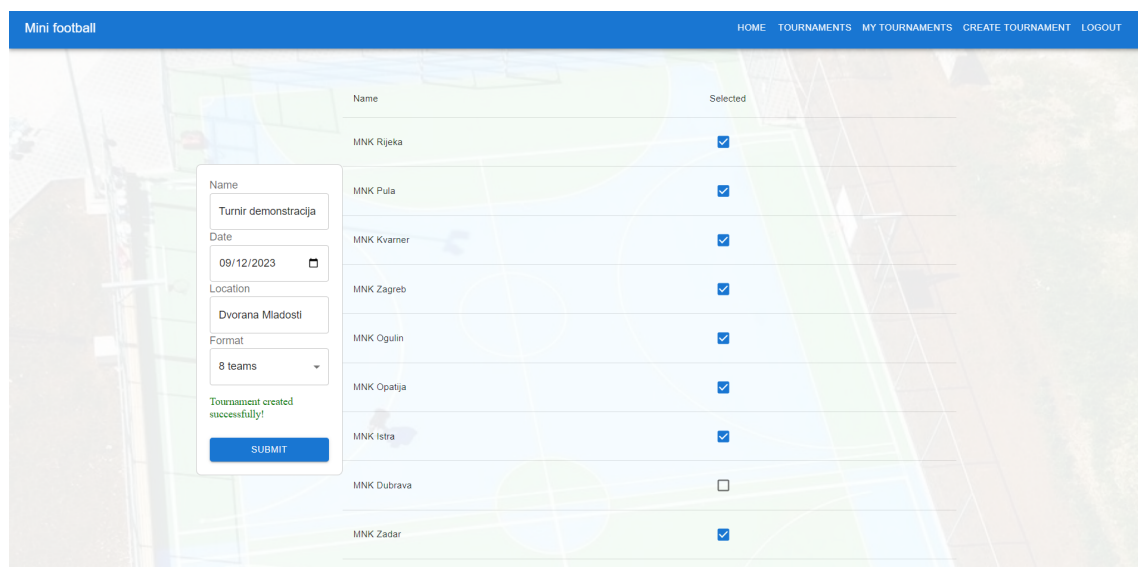 Mini football
HOME TOURNAMENTS MY TOURNAMENTS CREATE TOURNAMENT LOGOUT
Name
Turnir demonstracija
Date
09/12/2023
Location
Dvorana Mladosti
Format
8 teams
Tournament created
successfully!
SUBMIT
Name Selected
MNK Rijeka
MNK Pula
MNK Kvarner
MNK Zagreb
MNK Ogulin
MNK Opatija
MNK Istra
MNK Dubrava
MNK Zadar